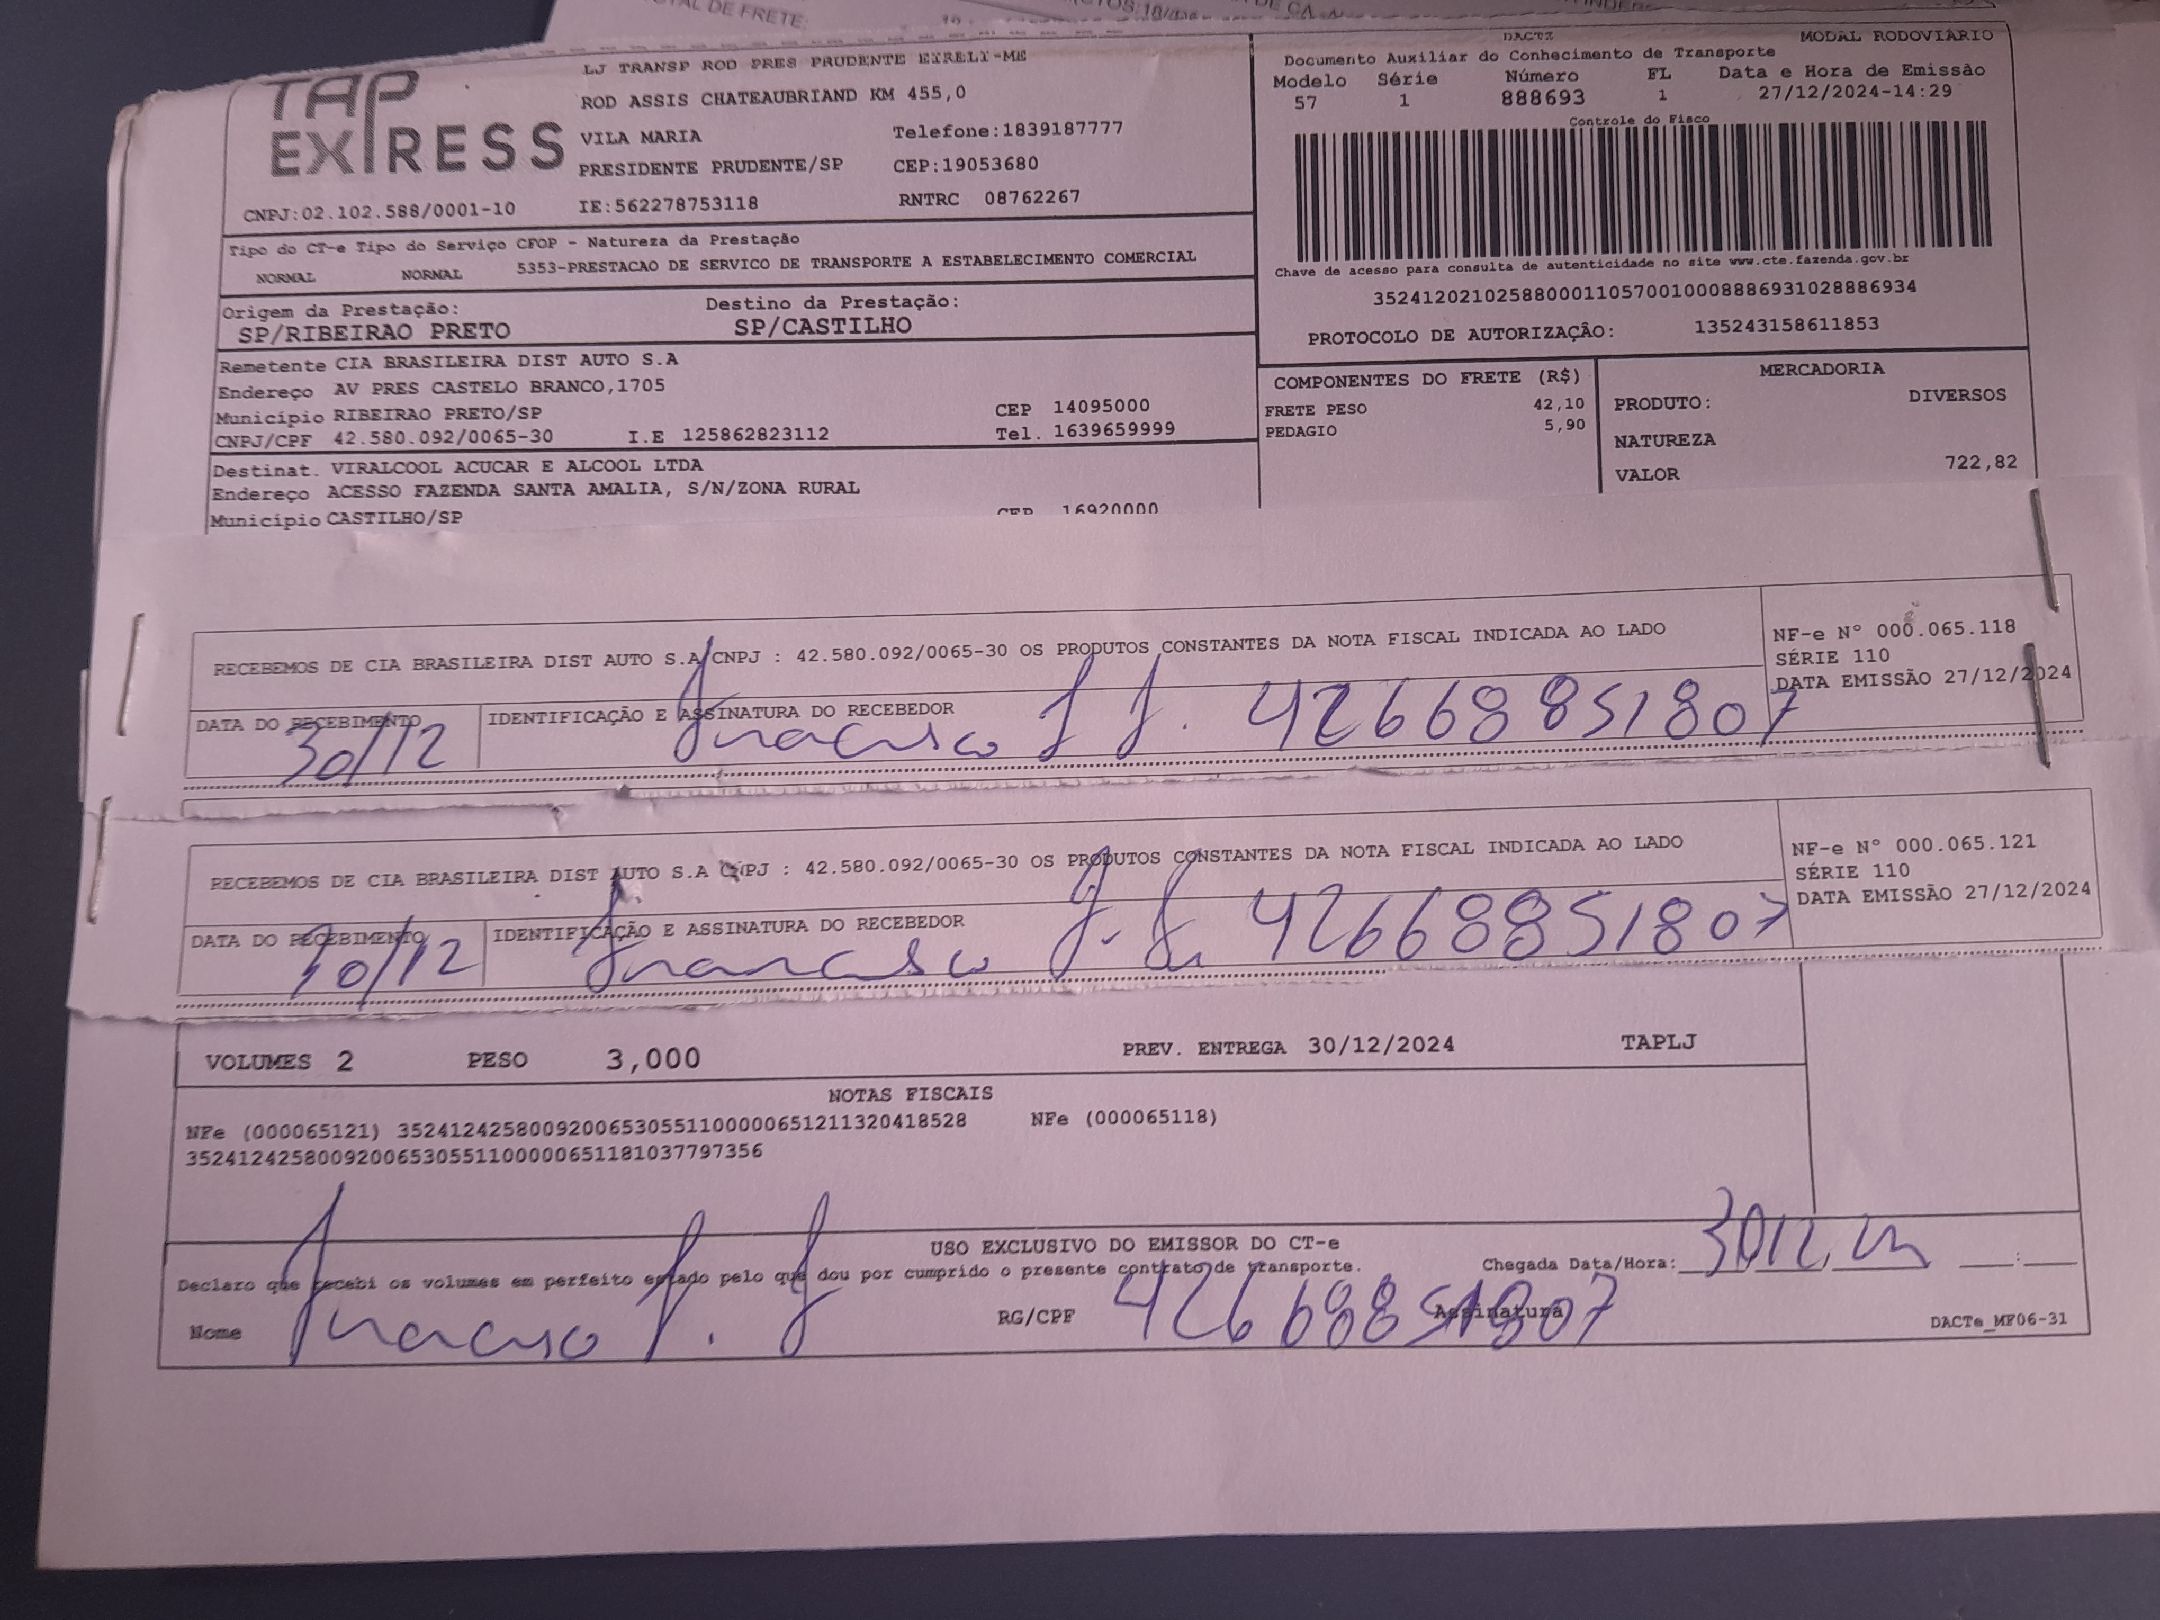 TAL DE FRETE:
TAP
EXPRESS
LJ TRANSP ROD PRES PRUDENTE EIRELI-ME
ROD ASSIS CHATEAUBRIAND KM 455,0
VILA MARIA Telefone:1839187777
PRESIDENTE PRUDENTE/SP CEP:19053680
CNPJ:02.102.588/0001-10 IE:562278753118 RNTRC 08762267
DACTE MODAL RODOVIÁRIO
Documento Auxiliar do Conhecimento de Transporte
Modelo Série Número FL Data e Hora de Emissão
57 1 888693 1 27/12/2024-14:29
Controle do Fisco
Chave de acesso para consulta de autenticidade no site www.cte.fazenda.gov.br
35241202102588000110570010008886931028886934
PROTOCOLO DE AUTORIZAÇÃO: 135243158611853
Tipo do CT-e Tipo do Serviço CFOP - Natureza da Prestação
NORMAL NORMAL 5353-PRESTACAO DE SERVICO DE TRANSPORTE A ESTABELECIMENTO COMERCIAL
Origem da Prestação: Destino da Prestação:
SP/RIBEIRAO PRETO SP/CASTILHO
Remetente CIA BRASILEIRA DIST AUTO S.A
Endereço AV PRES CASTELO BRANCO,1705
Município RIBEIRAO PRETO/SP CEP 14095000
CNPJ/CPF 42.580.092/0065-30 I.E 125862823112 Tel. 1639659999
Destinat. VIRALCOOL ACUCAR E ALCOOL LTDA
Endereço ACESSO FAZENDA SANTA AMALIA, S/N/ZONA RURAL
Município CASTILHO/SP CEP 16920000
COMPONENTES DO FRETE (R$)
FRETE PESO 42,10
PEDAGIO 5,90
MERCADORIA
PRODUTO: DIVERSOS
NATUREZA
VALOR 722,82
RECEBEMOS DE CIA BRASILEIRA DIST AUTO S.A CNPJ : 42.580.092/0065-30 OS PRODUTOS CONSTANTES DA NOTA FISCAL INDICADA AO LADO
NF-e N° 000.065.118
SÉRIE 110
DATA EMISSÃO 27/12/2024
DATA DO RECEBIMENTO IDENTIFICAÇÃO E ASSINATURA DO RECEBEDOR
30/12 Francisco 42668851807
RECEBEMOS DE CIA BRASILEIRA DIST AUTO S.A CNPJ : 42.580.092/0065-30 OS PRODUTOS CONSTANTES DA NOTA FISCAL INDICADA AO LADO
NF-e N° 000.065.121
SÉRIE 110
DATA EMISSÃO 27/12/2024
DATA DO RECEBIMENTO IDENTIFICAÇÃO E ASSINATURA DO RECEBEDOR
30/12 Francisco 42668851807
VOLUMES 2 PESO 3,000 PREV. ENTREGA 30/12/2024 TAPLJ
NOTAS FISCAIS
NFe (000065121) 35241242580092006530551100000651211320418528 NFe (000065118)
35241242580092006530551100000651181037797356
USO EXCLUSIVO DO EMISSOR DO CT-e
Declaro que recebi os volumes em perfeito estado pelo que dou por cumprido o presente contrato de transporte. Chegada Data/Hora: 30/12/24 :
Nome Francisco RG/CPF 42668851807 Assinatura DACTe_MF06-31